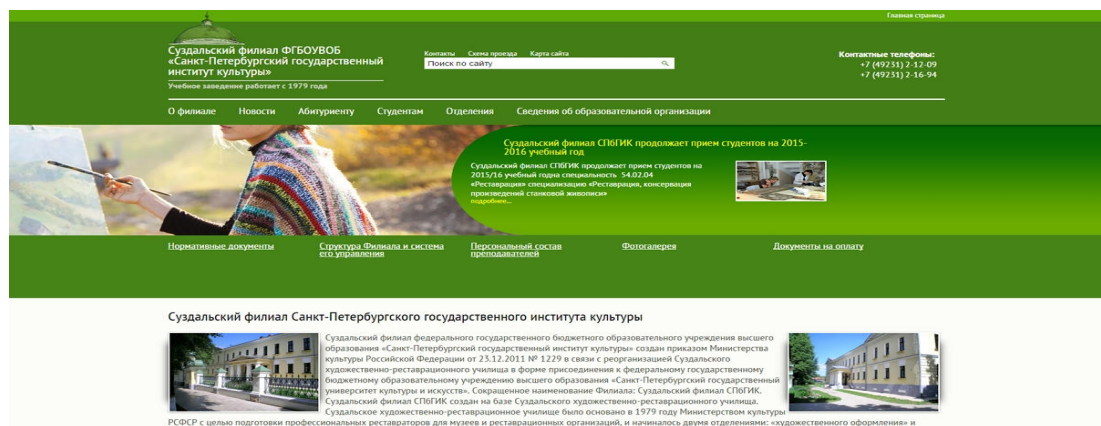 Главная страница
Суздальский филиал ФГБОУВОБ
«Санкт-Петербургский государственный
институт культуры»
Учебное заведение работает с 1979 года
Контакты Схема проезда Карта сайта
Поиск по сайту
Контактные телефоны:
+7 (49231) 2-12-09
+7 (49231) 2-16-94
О филиале Новости Абитуриенту Студентам Отделения Сведения об образовательной организации
Суздальский филиал СПбГИК продолжает прием студентов на 2015-
2016 учебный год
Суздальский филиал СПбГИК продолжает прием студентов на
2015/16 учебный годна специальность 54.02.04
«Реставрация» специализацию «Реставрация, консервация
произведений станковой живописи»
подробнее...
Нормативные документы
Структура Филиала и система
его управления
Персональный состав
преподавателей
Фотогалерея
Документы на оплату
Суздальский филиал Санкт-Петербургского государственного института культуры
Суздальский филиал федерального государственного бюджетного образовательного учреждения высшего
образования «Санкт-Петербургский государственный институт культуры» создан приказом Министерства
культуры Российской Федерации от 23.12.2011 № 1229 в связи с реорганизацией Суздальского
художественно-реставрационного училища в форме присоединения к федеральному государственному
бюджетному образовательному учреждению высшего образования «Санкт-Петербургский государственный
университет культуры и искусств». Сокращенное наименование Филиала: Суздальский филиал СПбГИК.
Суздальский филиал СПбГИК создан на базе Суздальского художественно-реставрационного училища.
Суздальское художественно-реставрационное училище было основано в 1979 году Министерством культуры
РСФСР с целью подготовки профессиональных реставраторов для музеев и реставрационных организаций, и начиналось двумя отделениями: «художественного оформления» и